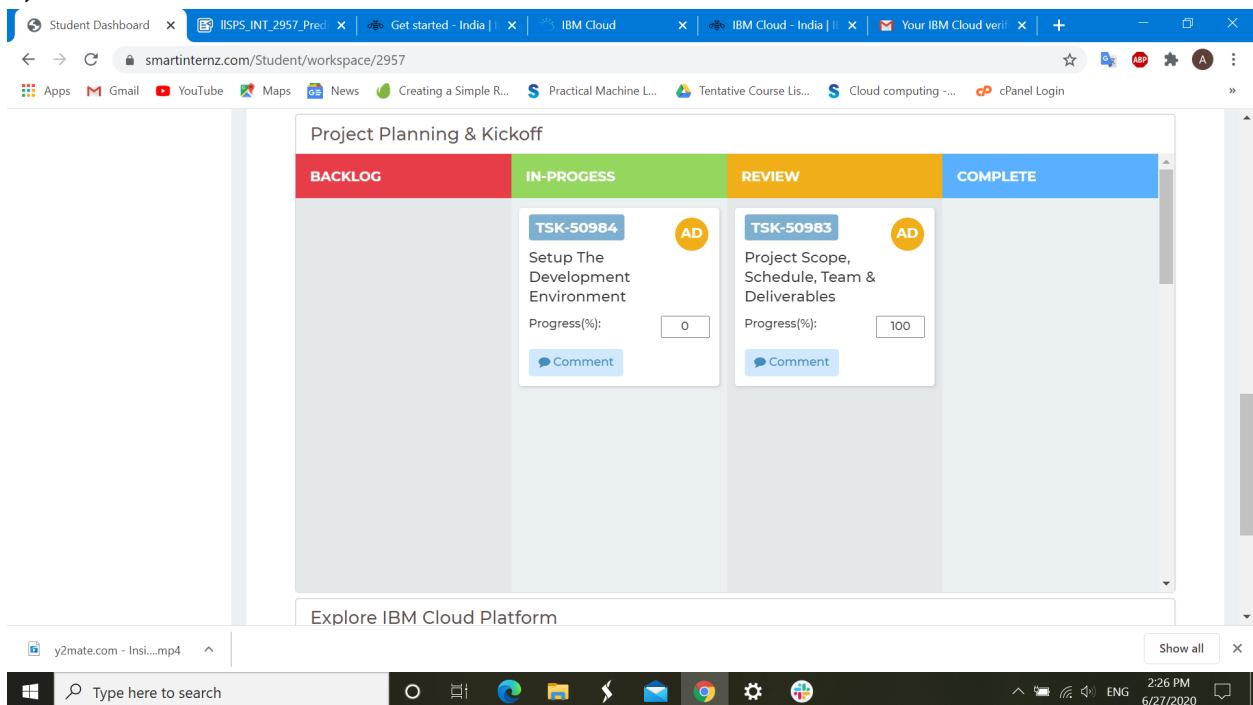 Student Dashboard
IISPS_INT_2957_Pred
Get started - India | I
IBM Cloud
IBM Cloud - India | IB
Your IBM Cloud verif
smartinternz.com/Student/workspace/2957
ABP
A
Apps
Gmail
YouTube
Maps
News
Creating a Simple R...
Practical Machine L...
Tentative Course Lis...
Cloud computing -...
cPanel Login
»
Project Planning & Kickoff
BACKLOG
IN-PROGESS
REVIEW
COMPLETE
TSK-50984
AD
Setup The
Development
Environment
Progress(%):
0
Comment
TSK-50983
AD
Project Scope,
Schedule, Team &
Deliverables
Progress(%):
100
Comment
Explore IBM Cloud Platform
y2mate.com - Insi....mp4
Show all
Type here to search
ENG
2:26 PM
6/27/2020